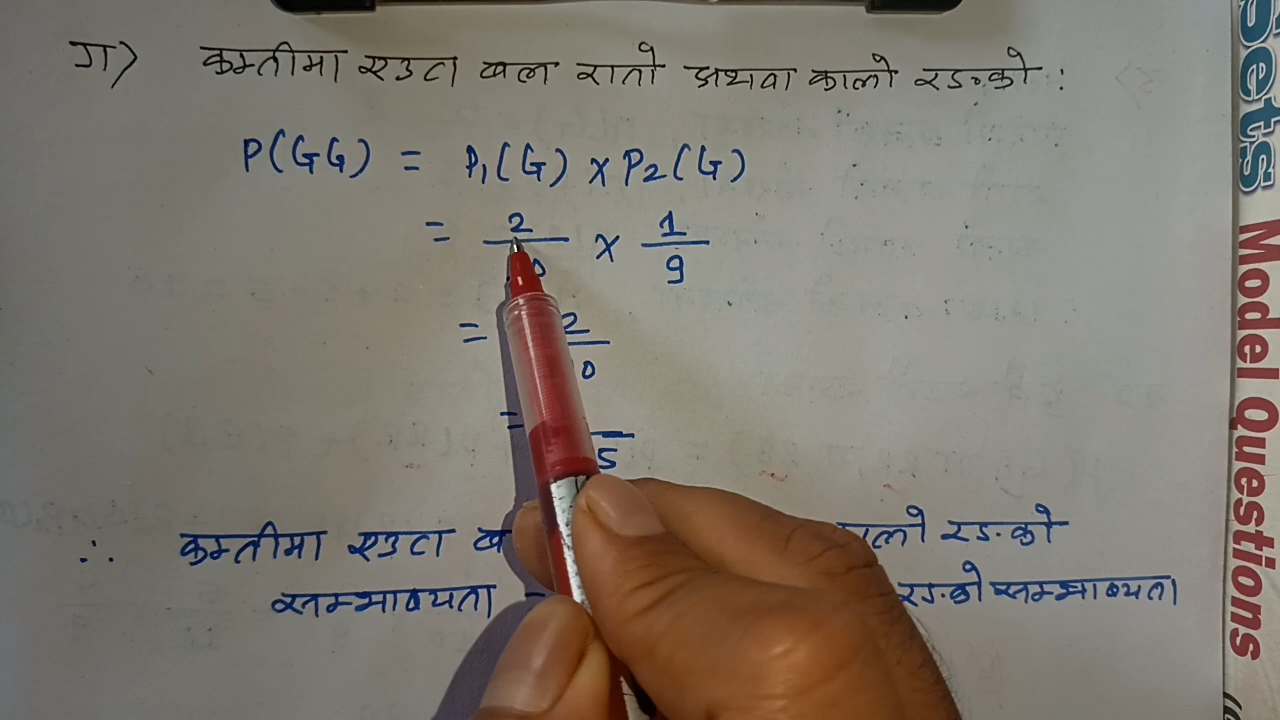 ग) कम्तीमा एउटा बल रातो अथवा कालो रङको :
P(GG) = P₁(G) × P₂(G)
= 2/10 × 1/9
= 2/
=
∴ कम्तीमा एउटा रङको
सम्भाव्यता रङको सम्भाव्यता
Sets Model Questions